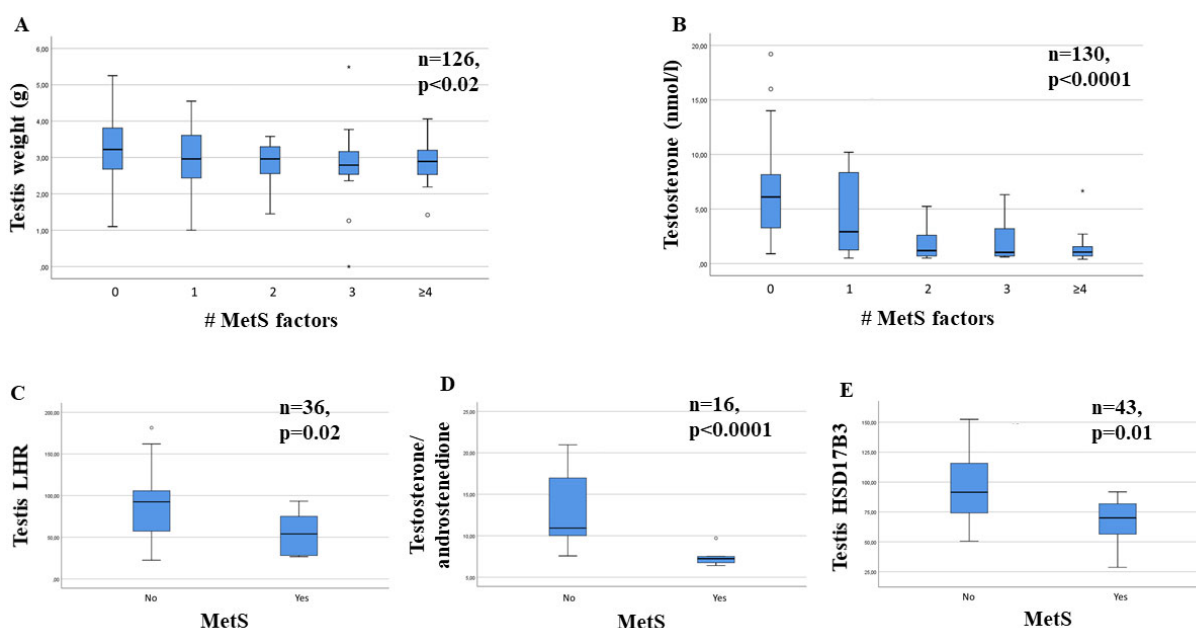 A
n=126,
p<0.02
Testis weight (g)
6,00
5,00
4,00
3,00
2,00
1,00
,00
0 1 2 3 ≥4
# MetS factors
B
n=130,
p<0.0001
Testosterone (nmol/l)
20,00
15,00
10,00
5,00
,00
0 1 2 3 ≥4
# MetS factors
C
n=36,
p=0.02
Testis LHR
200,00
150,00
100,00
50,00
,00
No Yes
MetS
D
n=16,
p<0.0001
Testosterone/
androstenedione
25,00
20,00
15,00
10,00
5,00
No Yes
MetS
E
n=43,
p=0.01
Testis HSD17B3
150,00
125,00
100,00
75,00
50,00
25,00
No Yes
MetS